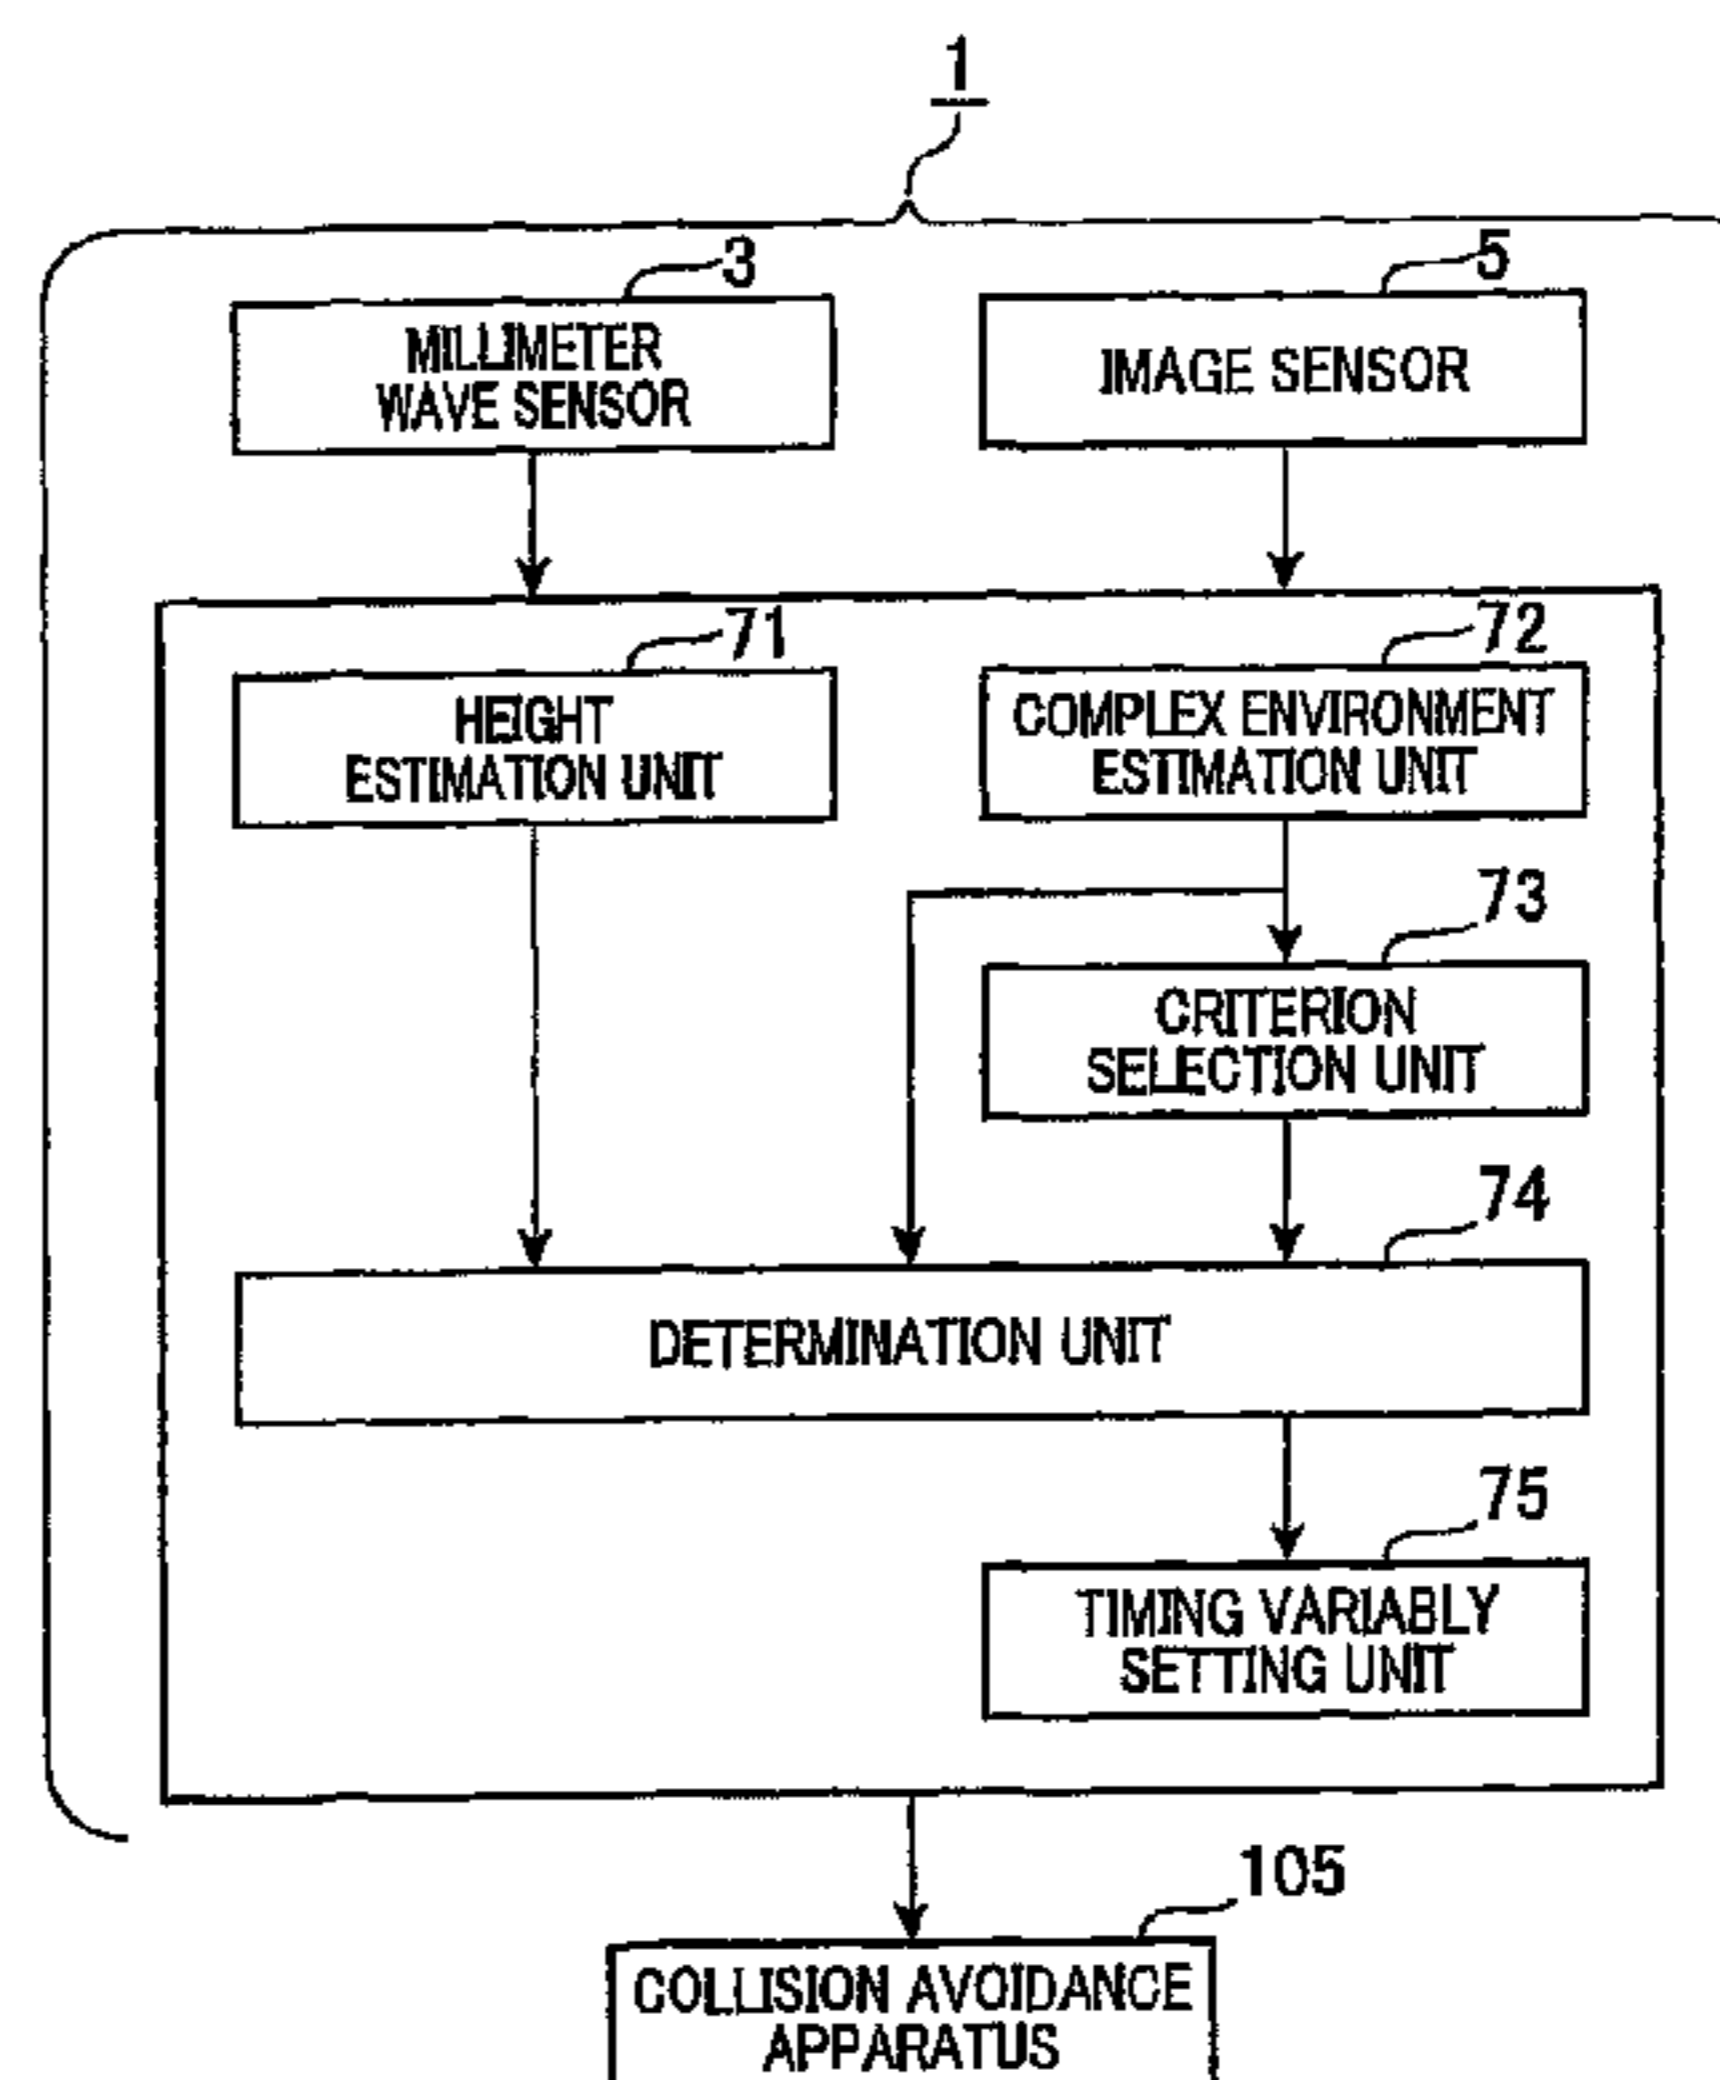 1
3
5
MILLIMETER
WAVE SENSOR
IMAGE SENSOR
71
72
HEIGHT
ESTIMATION UNIT
COMPLEX ENVIRONMENT
ESTIMATION UNIT
73
CRITERION
SELECTION UNIT
74
DETERMINATION UNIT
75
TIMING VARIABLY
SETTING UNIT
105
COLLISION AVOIDANCE
APPARATUS